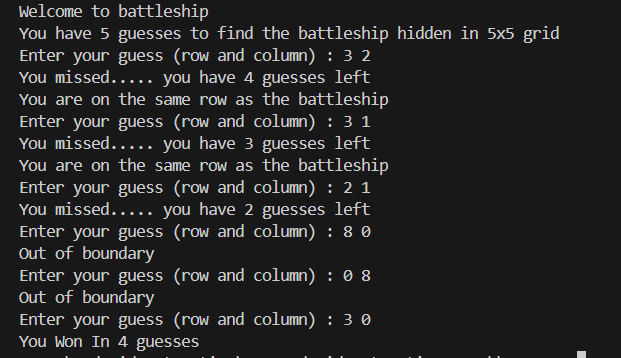 Welcome to battleship
You have 5 guesses to find the battleship hidden in 5x5 grid
Enter your guess (row and column) : 3 2
You missed..... you have 4 guesses left
You are on the same row as the battleship
Enter your guess (row and column) : 3 1
You missed..... you have 3 guesses left
You are on the same row as the battleship
Enter your guess (row and column) : 2 1
You missed..... you have 2 guesses left
Enter your guess (row and column) : 8 0
Out of boundary
Enter your guess (row and column) : 0 8
Out of boundary
Enter your guess (row and column) : 3 0
You Won In 4 guesses